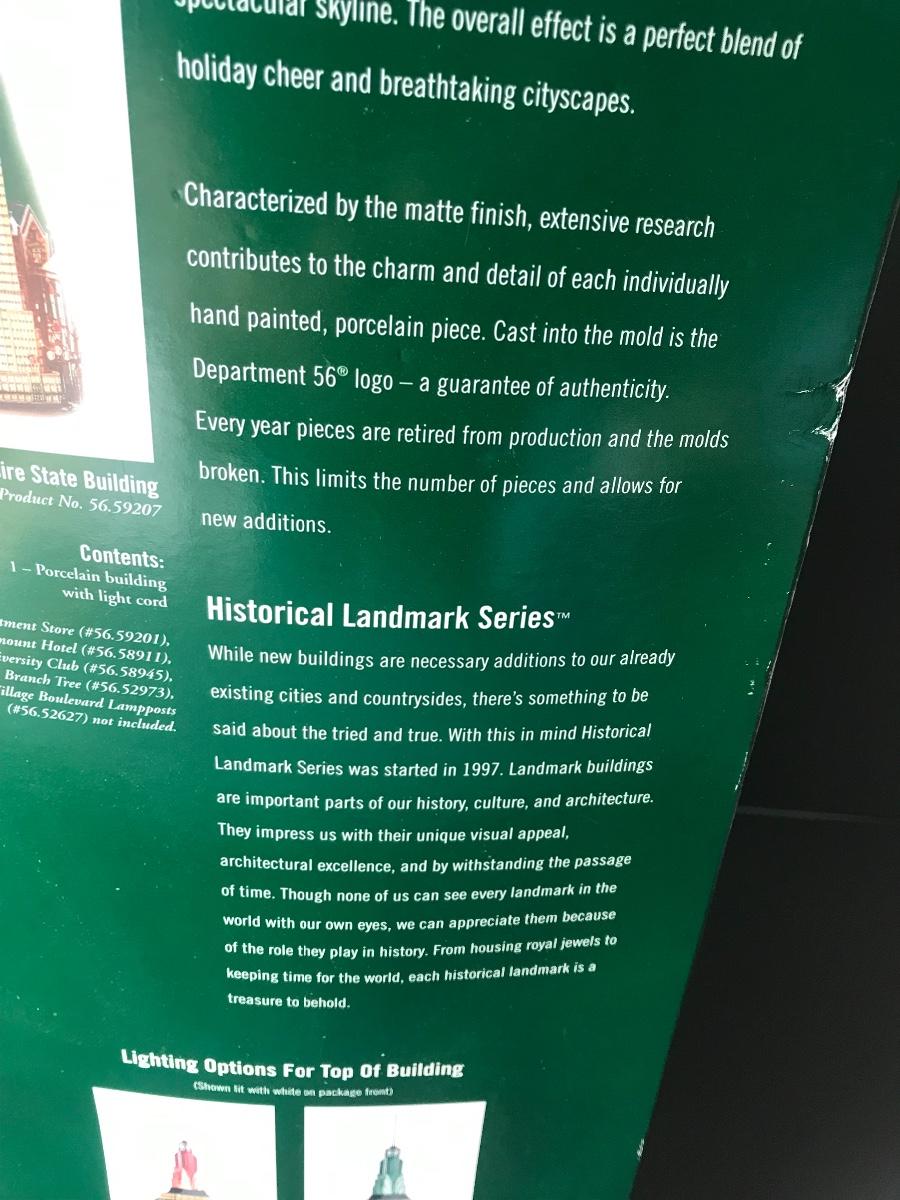 skyline. The overall effect is a perfect blend of
holiday cheer and breathtaking cityscapes.
Characterized by the matte finish, extensive research
contributes to the charm and detail of each individually
hand painted, porcelain piece. Cast into the mold is the
Department 56® logo – a guarantee of authenticity.
Every year pieces are retired from production and the molds
broken. This limits the number of pieces and allows for
new additions.
ire State Building
Product No. 56.59207
Contents:
1 – Porcelain building
with light cord
tment Store (#56.59201),
mount Hotel (#56.58911),
versity Club (#56.58945),
Branch Tree (#56.52973),
illage Boulevard Lampposts
(#56.52627) not included.
Historical Landmark Series™
While new buildings are necessary additions to our already
existing cities and countrysides, there's something to be
said about the tried and true. With this in mind Historical
Landmark Series was started in 1997. Landmark buildings
are important parts of our history, culture, and architecture.
They impress us with their unique visual appeal,
architectural excellence, and by withstanding the passage
of time. Though none of us can see every landmark in the
world with our own eyes, we can appreciate them because
of the role they play in history. From housing royal jewels to
keeping time for the world, each historical landmark is a
treasure to behold.
Lighting Options For Top Of Building
(Shown lit with white on package front)